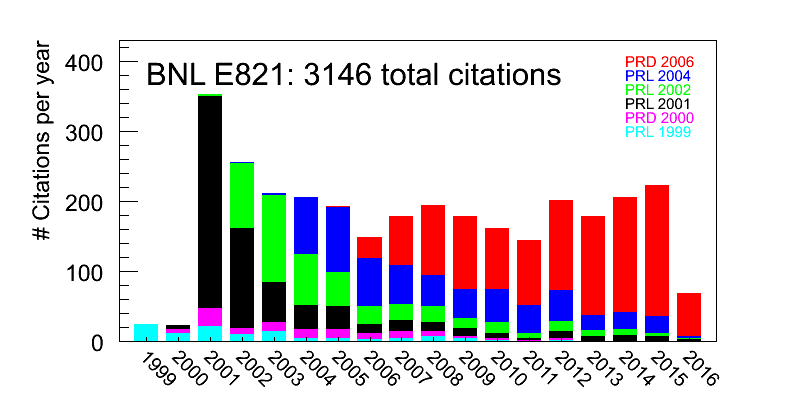 # Citations per year
400
300
200
100
0
BNL E821: 3146 total citations
PRD 2006
PRL 2004
PRL 2002
PRL 2001
PRD 2000
PRL 1999
1999
2000
2001
2002
2003
2004
2005
2006
2007
2008
2009
2010
2011
2012
2013
2014
2015
2016